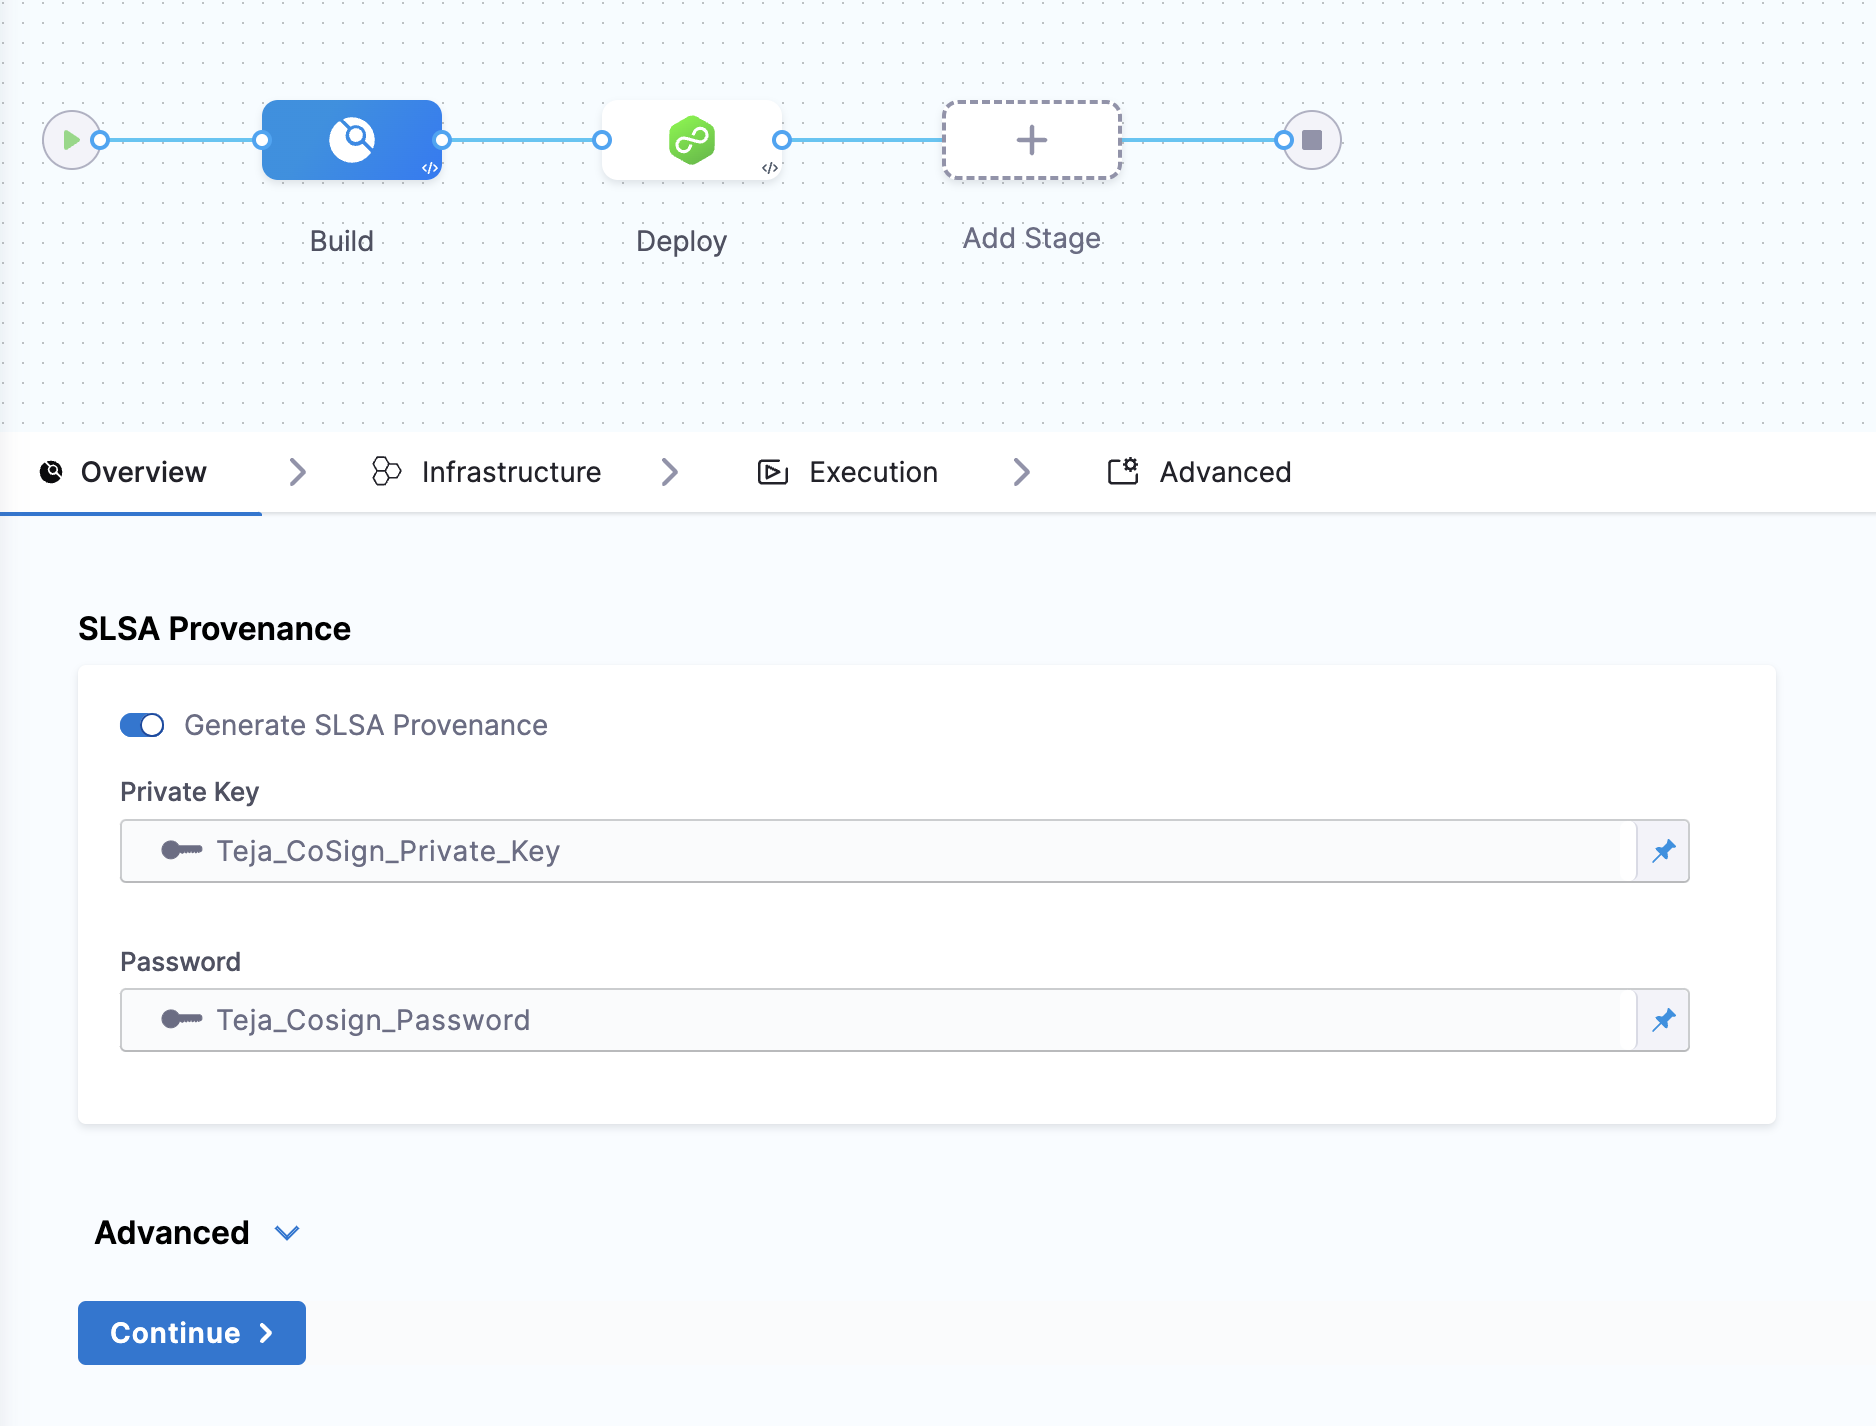 Build
Deploy
Add Stage
Overview
Infrastructure
Execution
Advanced
SLSA Provenance
Generate SLSA Provenance
Private Key
Teja_CoSign_Private_Key
Password
Teja_Cosign_Password
Advanced
Continue